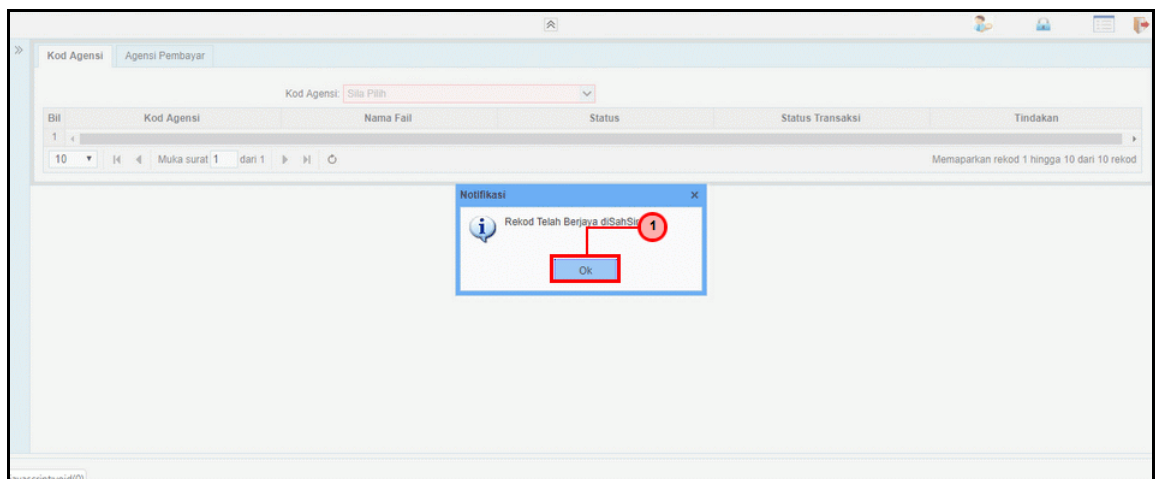 Kod Agensi Agensi Pembayar
Kod Agensi: Sila Pilih
Bil Kod Agensi Nama Fail Status Status Transaksi Tindakan
1
10 Muka surat 1 dari 1 Memaparkan rekod 1 hingga 10 dari 10 rekod
Notifikasi
Rekod Telah Berjaya
1
Ok